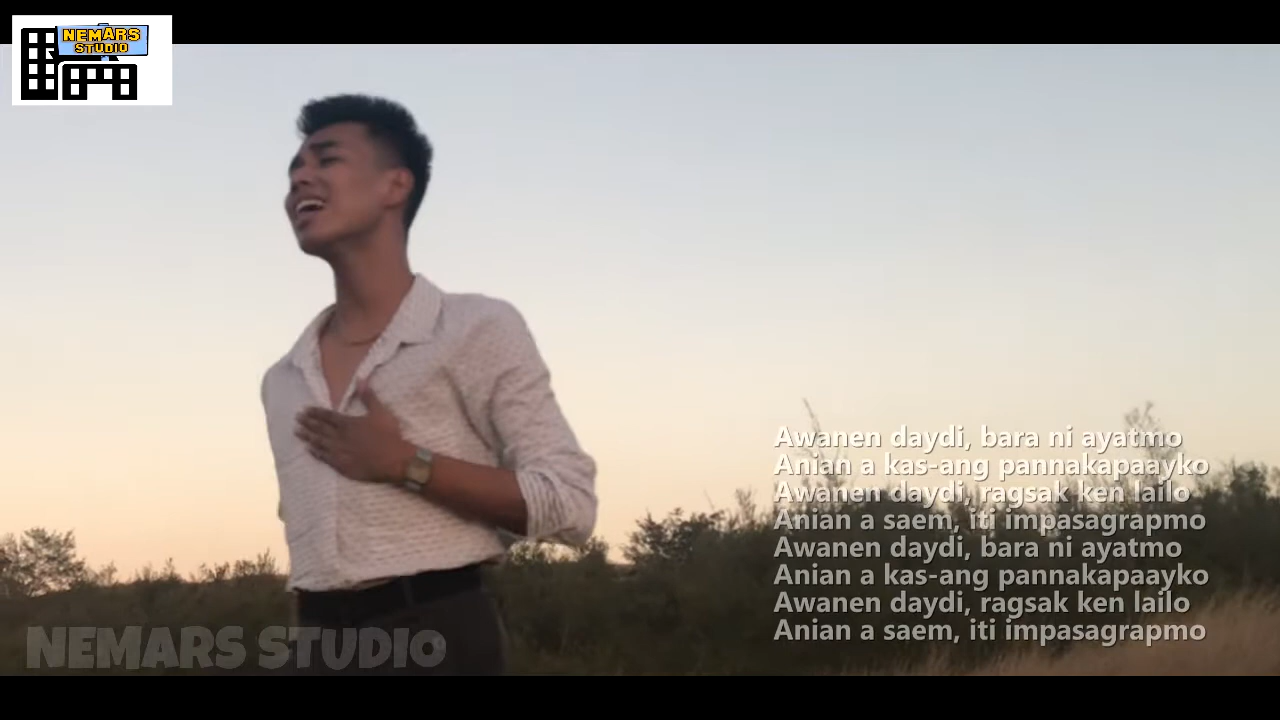 NEMARS
STUDIO
Awanen daydi, bara ni ayatmo
Anian a kas-ang pannakapaayko
Awanen daydi, ragsak ken lailo
Anian a saem, iti impasagrapmo
Awanen daydi, bara ni ayatmo
Anian a kas-ang pannakapaayko
Awanen daydi, ragsak ken lailo
Anian a saem, iti impasagrapmo
NEMARS STUDIO